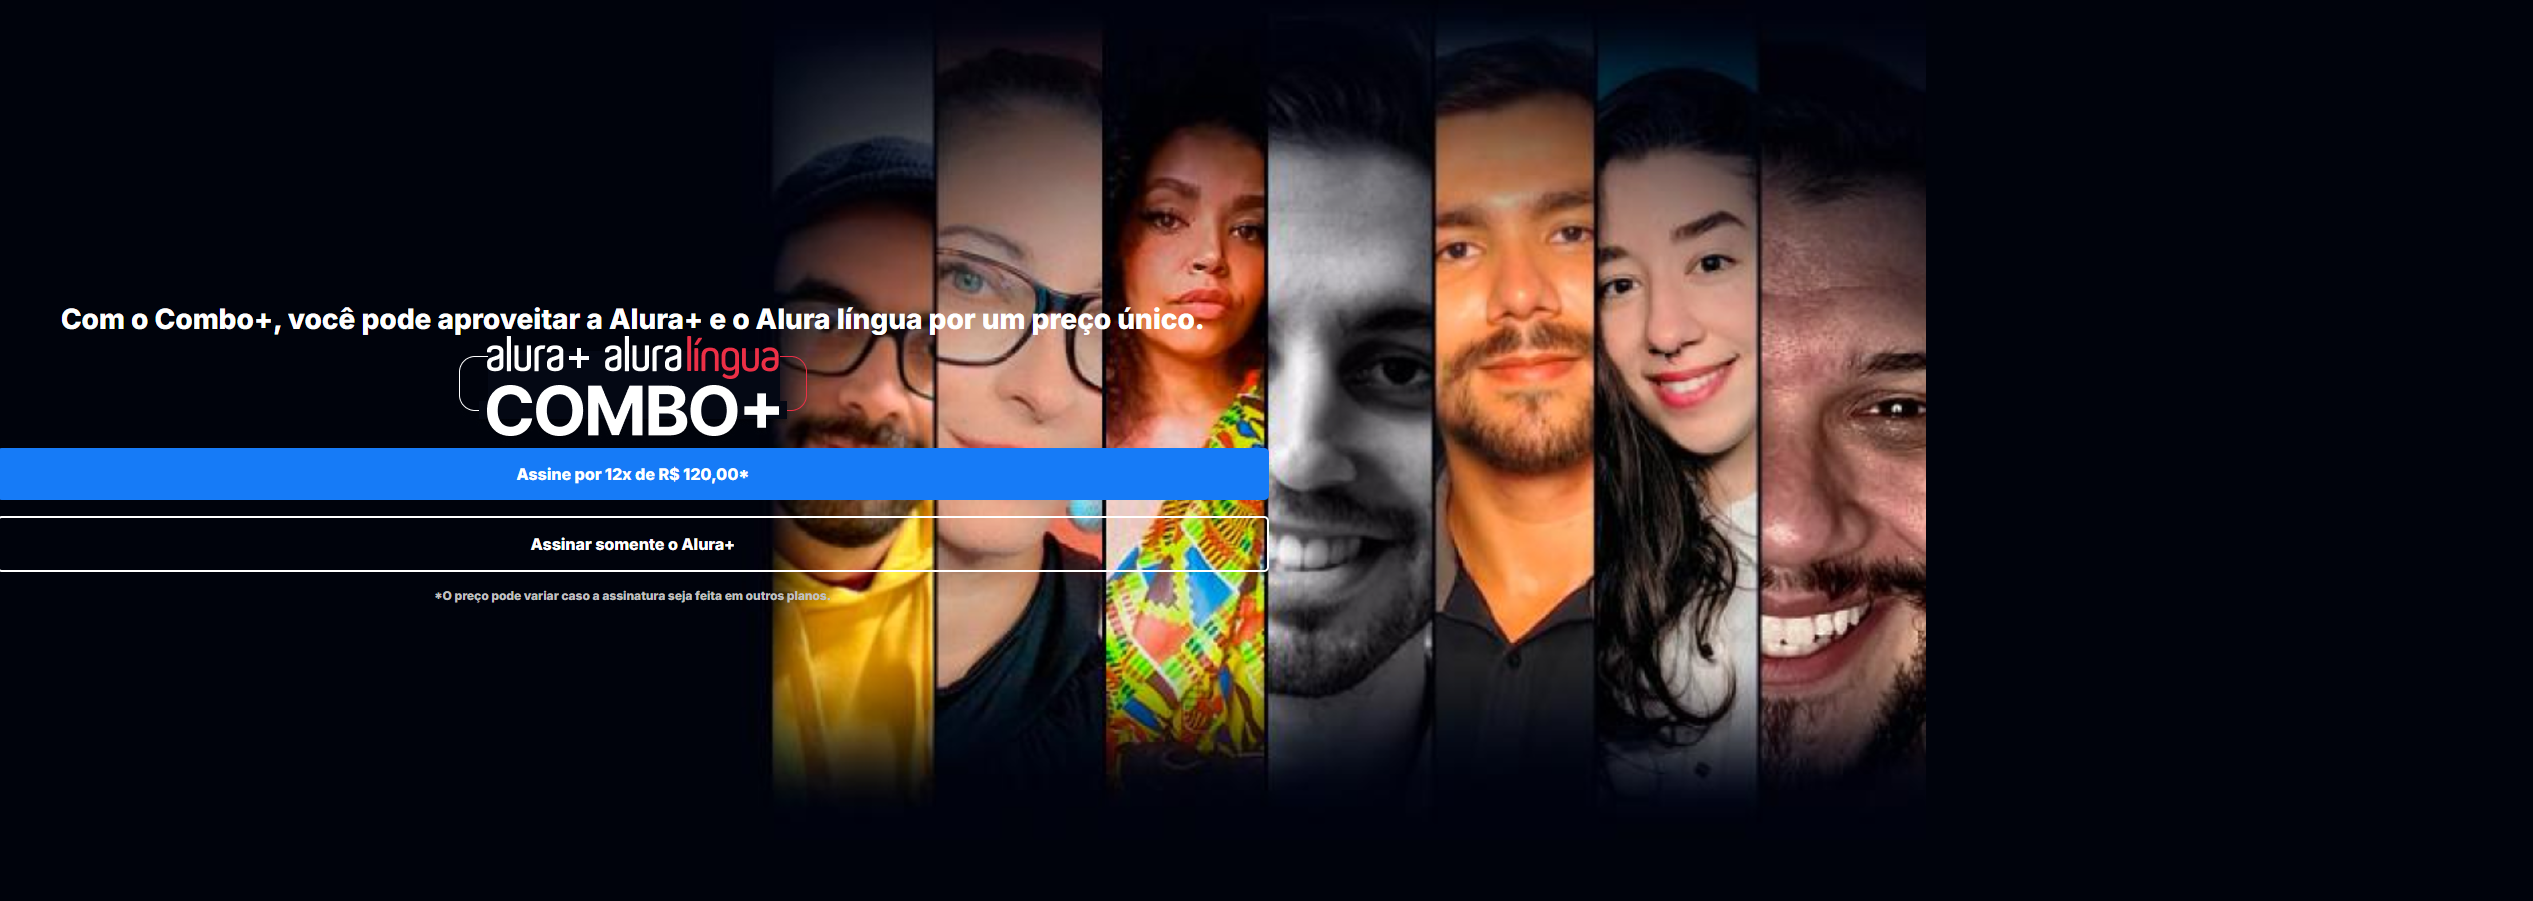 Com o Combo+, você pode aproveitar a Alura+ e o Alura língua por um preço único.
alura+ aluralíngua
COMBO+
Assine por 12x de R$ 120,00*
Assinar somente o Alura+
*O preço pode variar caso a assinatura seja feita em outros planos.